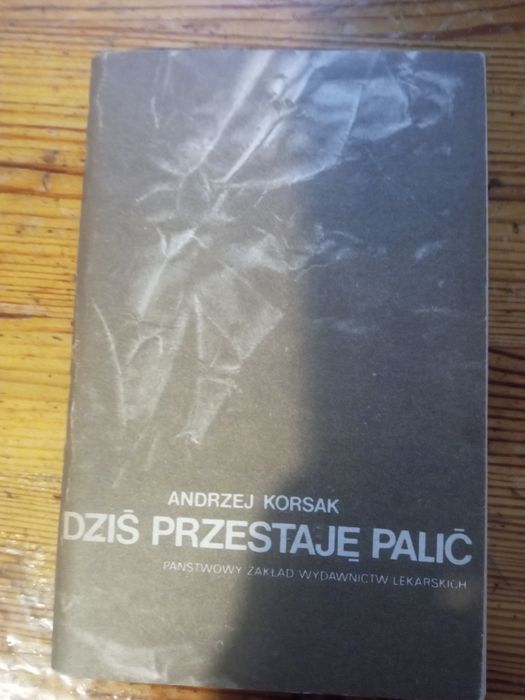 ANDRZEJ KORSAK
DZIŚ PRZESTAJĘ PALIĆ
PAŃSTWOWY ZAKŁAD WYDAWNICTW LEKARSKICH